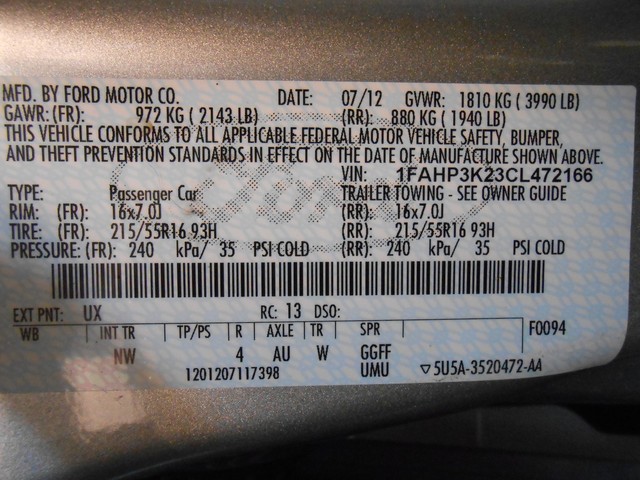 MFD. BY FORD MOTOR CO. DATE: 07/12 GVWR: 1810 KG ( 3990 LB)
GAWR: (FR): 972 KG ( 2143 LB) (RR): 880 KG ( 1940 LB)
THIS VEHICLE CONFORMS TO ALL APPLICABLE FEDERAL MOTOR VEHICLE SAFETY, BUMPER,
AND THEFT PREVENTION STANDARDS IN EFFECT ON THE DATE OF MANUFACTURE SHOWN ABOVE.
VIN: 1FAHP3K23CL472166
TYPE: Passenger Car TRAILER TOWING - SEE OWNER GUIDE
RIM: (FR): 16x7.0J (RR): 16x7.0J
TIRE: (FR): 215/55R16 93H (RR): 215/55R16 93H
PRESSURE: (FR): 240 kPa/ 35 PSI COLD (RR): 240 kPa/ 35 PSI COLD
EXT PNT: UX RC: 13 DSO:
WB INT TR TP/PS R AXLE TR SPR F0094
NW 4 AU W GGFF
1201207117398 UMU ▽5U5A-3520472-AA
Ford